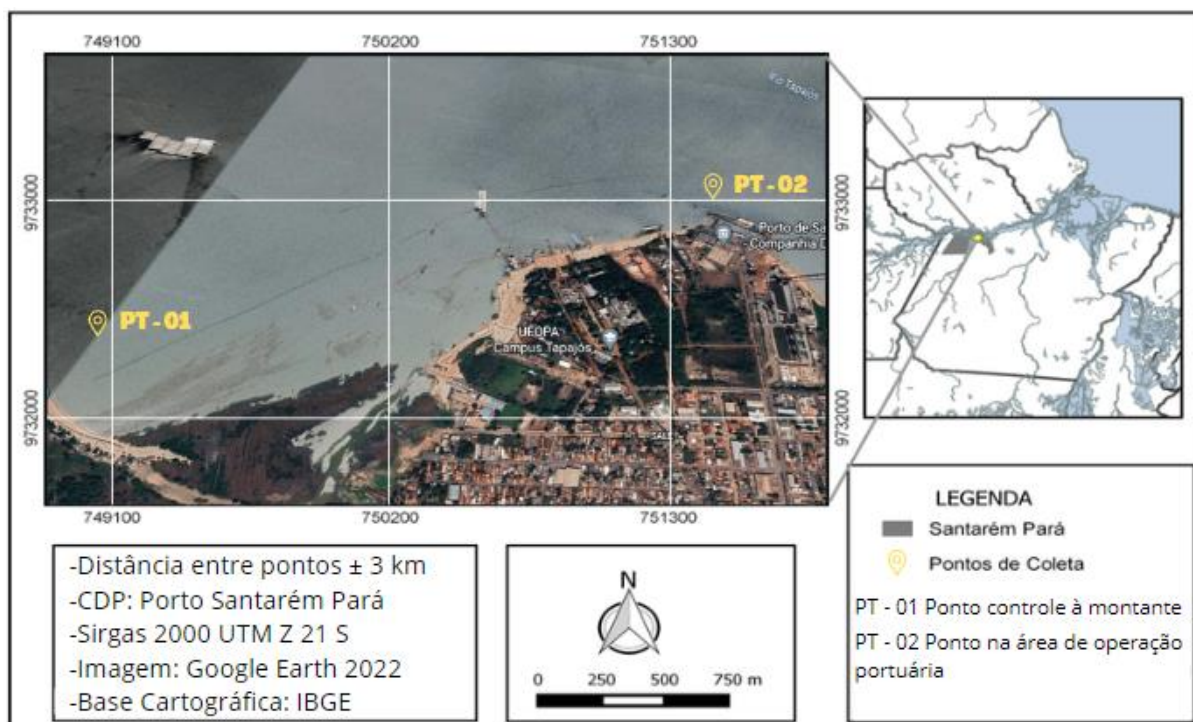 749100 750200 751300
Rio Tapajós
9733000 9733000
PT - 02
Porto de Sa
Companhia D
PT - 01
UFOPA
Campus Tapajós
9732000 9732000
749100 750200 751300
-Distância entre pontos ± 3 km
-CDP: Porto Santarém Pará
-Sirgas 2000 UTM Z 21 S
-Imagem: Google Earth 2022
-Base Cartográfica: IBGE
N
0 250 500 750 m
LEGENDA
Santarém Pará
Pontos de Coleta
PT - 01 Ponto controle à montante
PT - 02 Ponto na área de operação
portuária